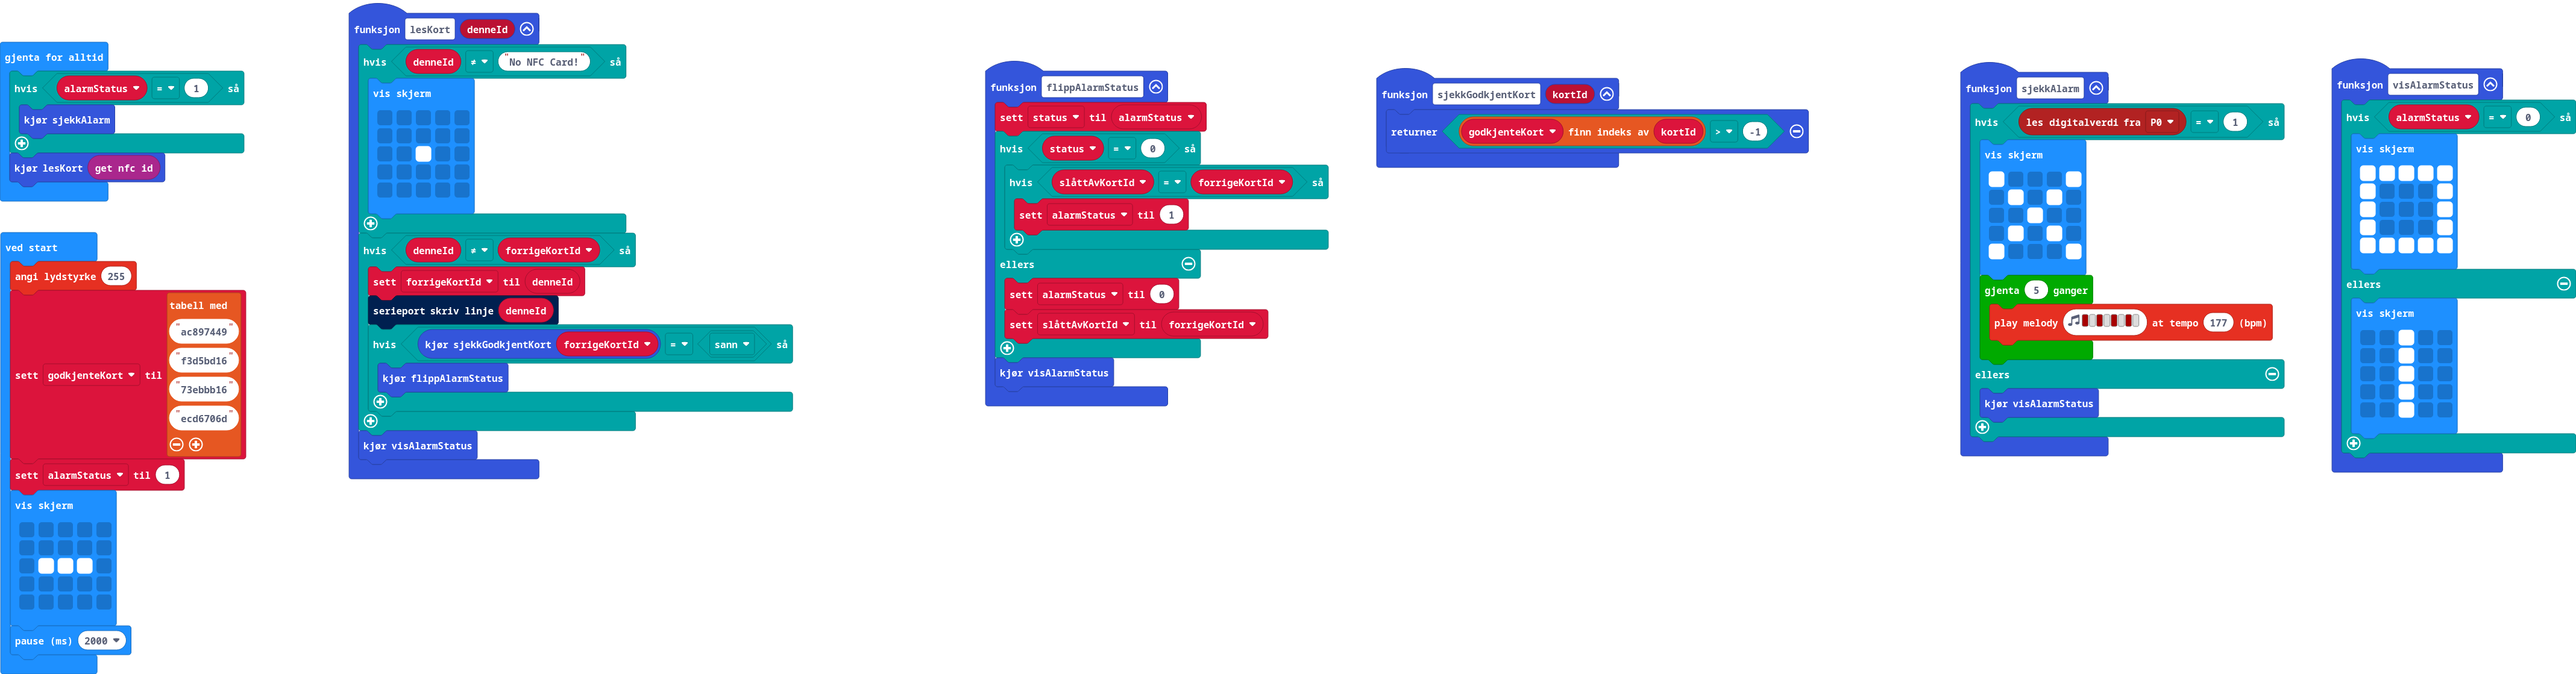 gjenta for alltid
hvis alarmStatus = 1 så
kjør sjekkAlarm
kjør lesKort get nfc id
ved start
angi lydstyrke 255
sett godkjenteKort til tabell med
"ac897449"
"f3d5bd16"
"73ebbb16"
"ecd6706d"
sett alarmStatus til 1
vis skjerm
pause (ms) 2000
funksjon lesKort denneId
hvis denneId ≠ "No NFC Card!" så
vis skjerm
hvis denneId ≠ forrigeKortId så
sett forrigeKortId til denneId
serieport skriv linje denneId
hvis kjør sjekkGodkjentKort forrigeKortId = sann så
kjør flippAlarmStatus
kjør visAlarmStatus
funksjon flippAlarmStatus
sett status til alarmStatus
hvis status = 0 så
hvis slåttAvKortId = forrigeKortId så
sett alarmStatus til 1
ellers
sett alarmStatus til 0
sett slåttAvKortId til forrigeKortId
kjør visAlarmStatus
funksjon sjekkGodkjentKort kortId
returner godkjenteKort finn indeks av kortId > -1
funksjon sjekkAlarm
hvis les digitalverdi fra P0 = 1 så
vis skjerm
gjenta 5 ganger
play melody at tempo 177 (bpm)
ellers
kjør visAlarmStatus
funksjon visAlarmStatus
hvis alarmStatus = 0 så
vis skjerm
ellers
vis skjerm